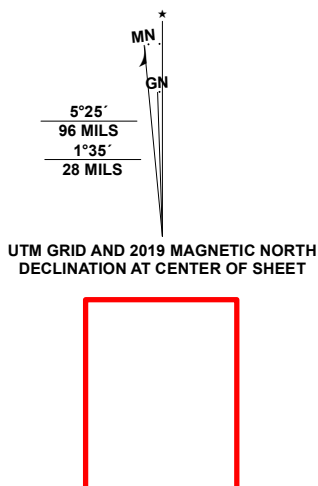 ★
MN
GN
5°25´
96 MILS
1°35´
28 MILS
UTM GRID AND 2019 MAGNETIC NORTH
DECLINATION AT CENTER OF SHEET